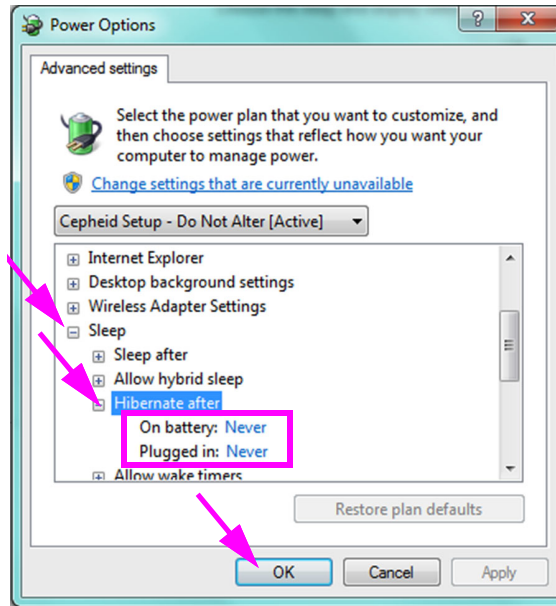 Power Options
Advanced settings
Select the power plan that you want to customize, and
then choose settings that reflect how you want your
computer to manage power.
Change settings that are currently unavailable
Cepheid Setup - Do Not Alter [Active]
Internet Explorer
Desktop background settings
Wireless Adapter Settings
Sleep
Sleep after
Allow hybrid sleep
Hibernate after
On battery: Never
Plugged in: Never
Allow wake timers
Restore plan defaults
OK Cancel Apply